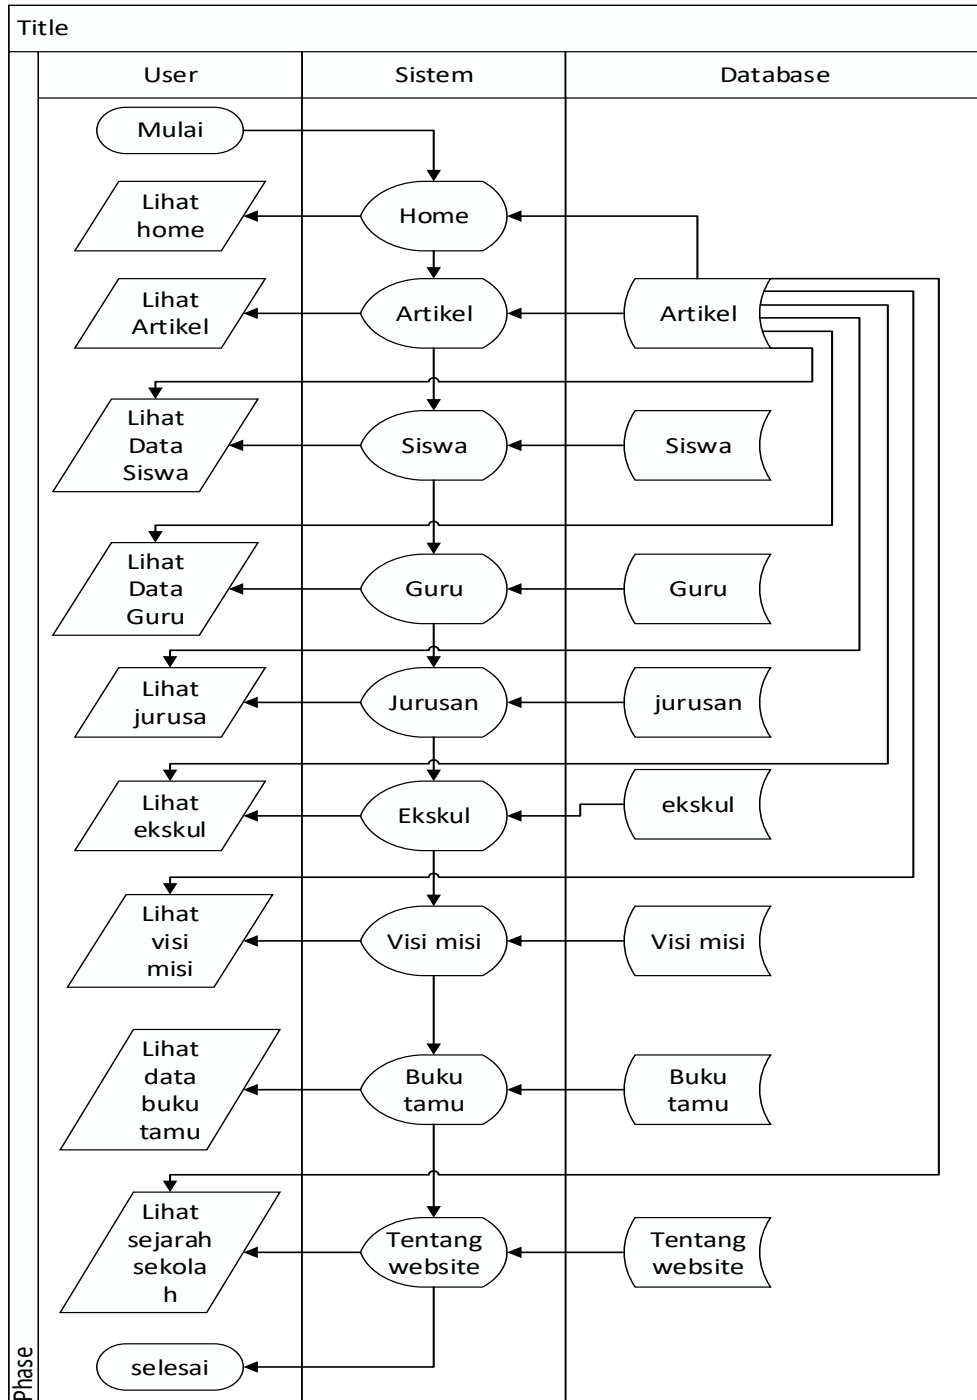 Title
User
Sistem
Database
Mulai
Lihat
home
Home
Lihat
Artikel
Artikel
Artikel
Lihat
Data
Siswa
Siswa
Siswa
Lihat
Data
Guru
Guru
Guru
Lihat
jurusa
Jurusan
jurusan
Lihat
ekskul
Ekskul
ekskul
Lihat
visi
misi
Visi misi
Visi misi
Lihat
data
buku
tamu
Buku
tamu
Buku
tamu
Lihat
sejarah
sekola
h
Tentang
website
Tentang
website
selesai
Phase